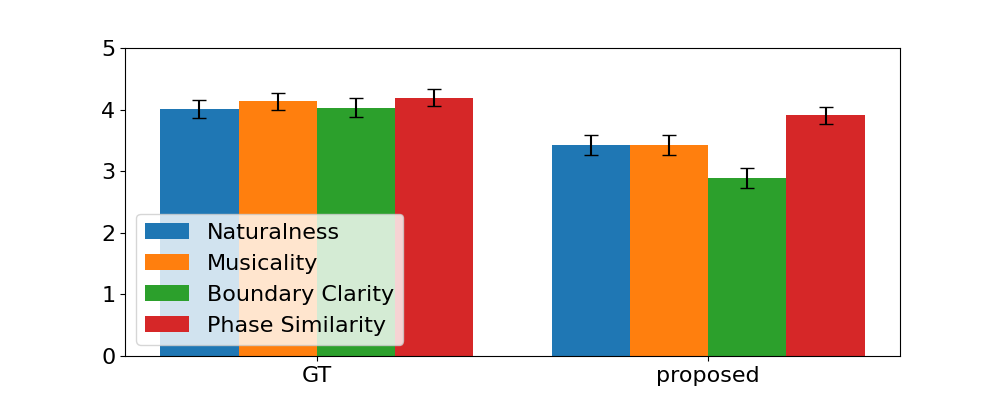 5
4
3
2
1
0
Naturalness
Musicality
Boundary Clarity
Phase Similarity
GT
proposed